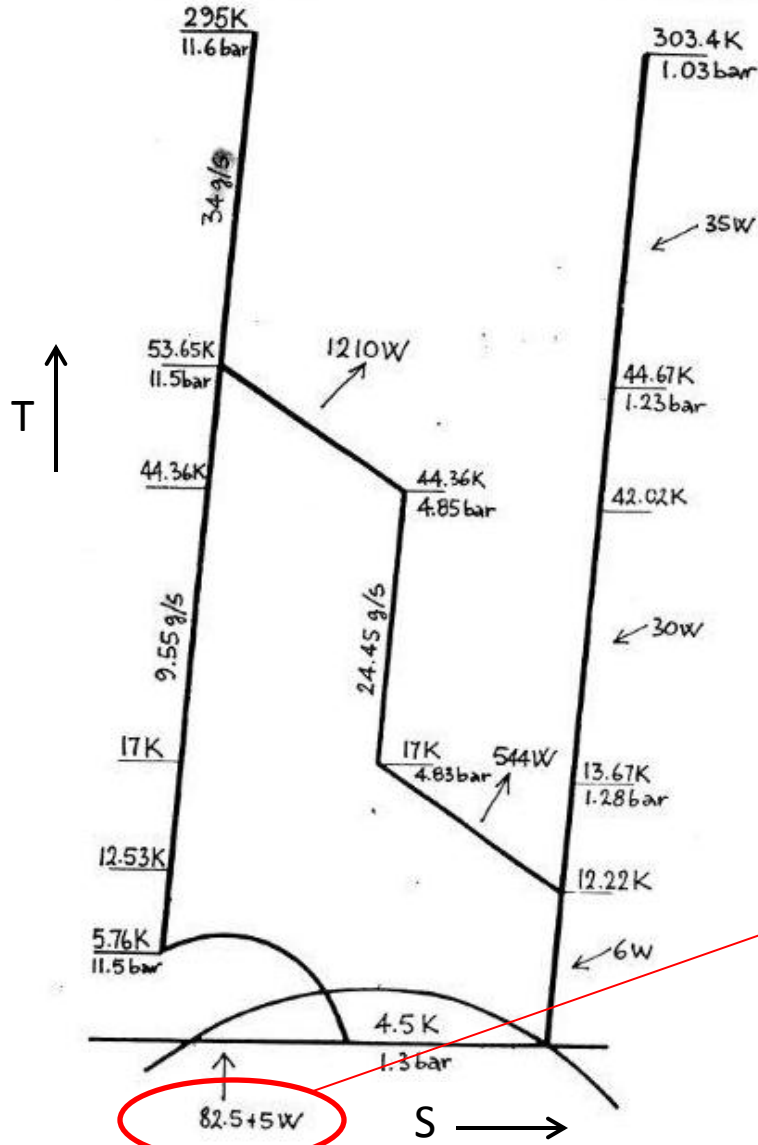 295K
11.6 bar
303.4K
1.03 bar
34 g/s
35W
1210W
53.65K
11.5 bar
44.67K
1.23 bar
T
44.36K
44.36K
4.85 bar
42.02K
9.55 g/s
24.45 g/s
30W
17K
17K
4.83 bar
544W
13.67K
1.28 bar
12.53K
12.22K
5.76K
11.5 bar
6W
4.5K
1.3 bar
82.5+5W
S